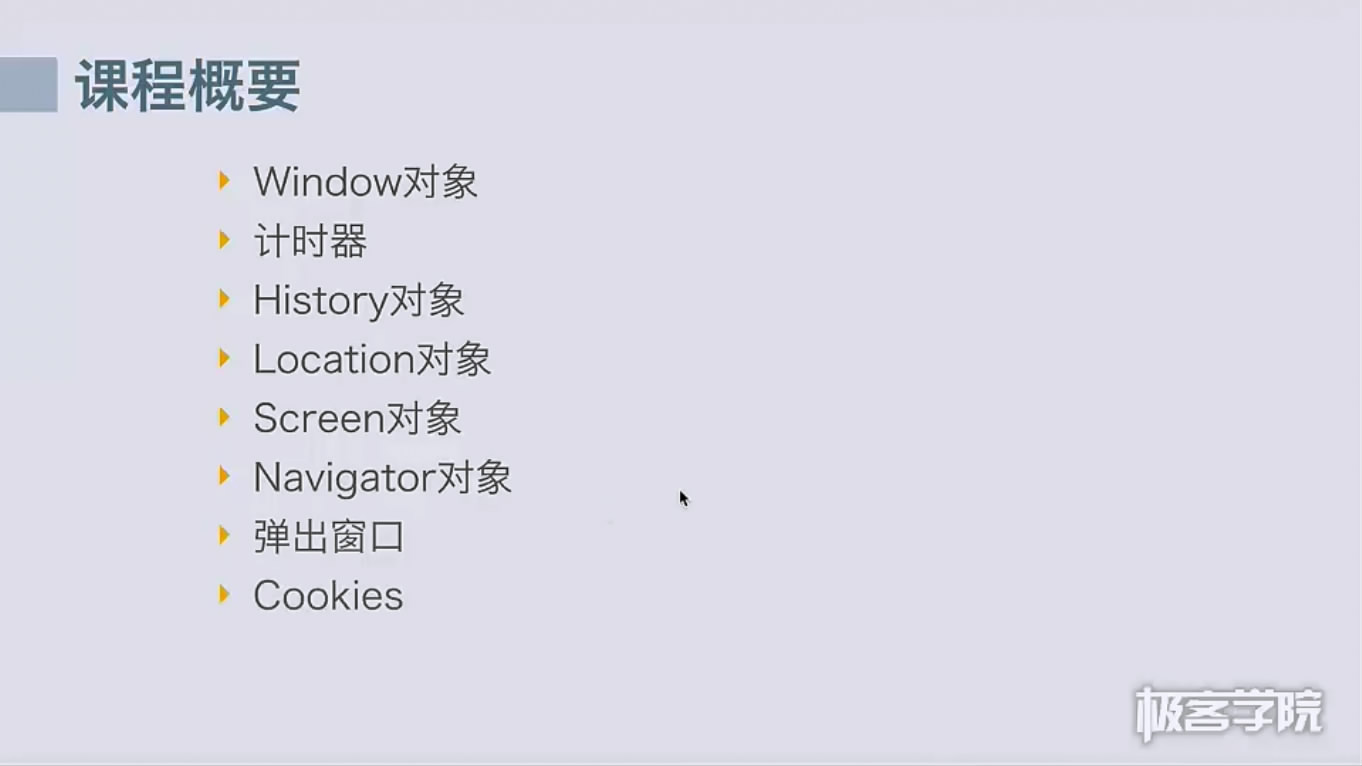 课程概要
Window对象
计时器
History对象
Location对象
Screen对象
Navigator对象
弹出窗口
Cookies
极客学院